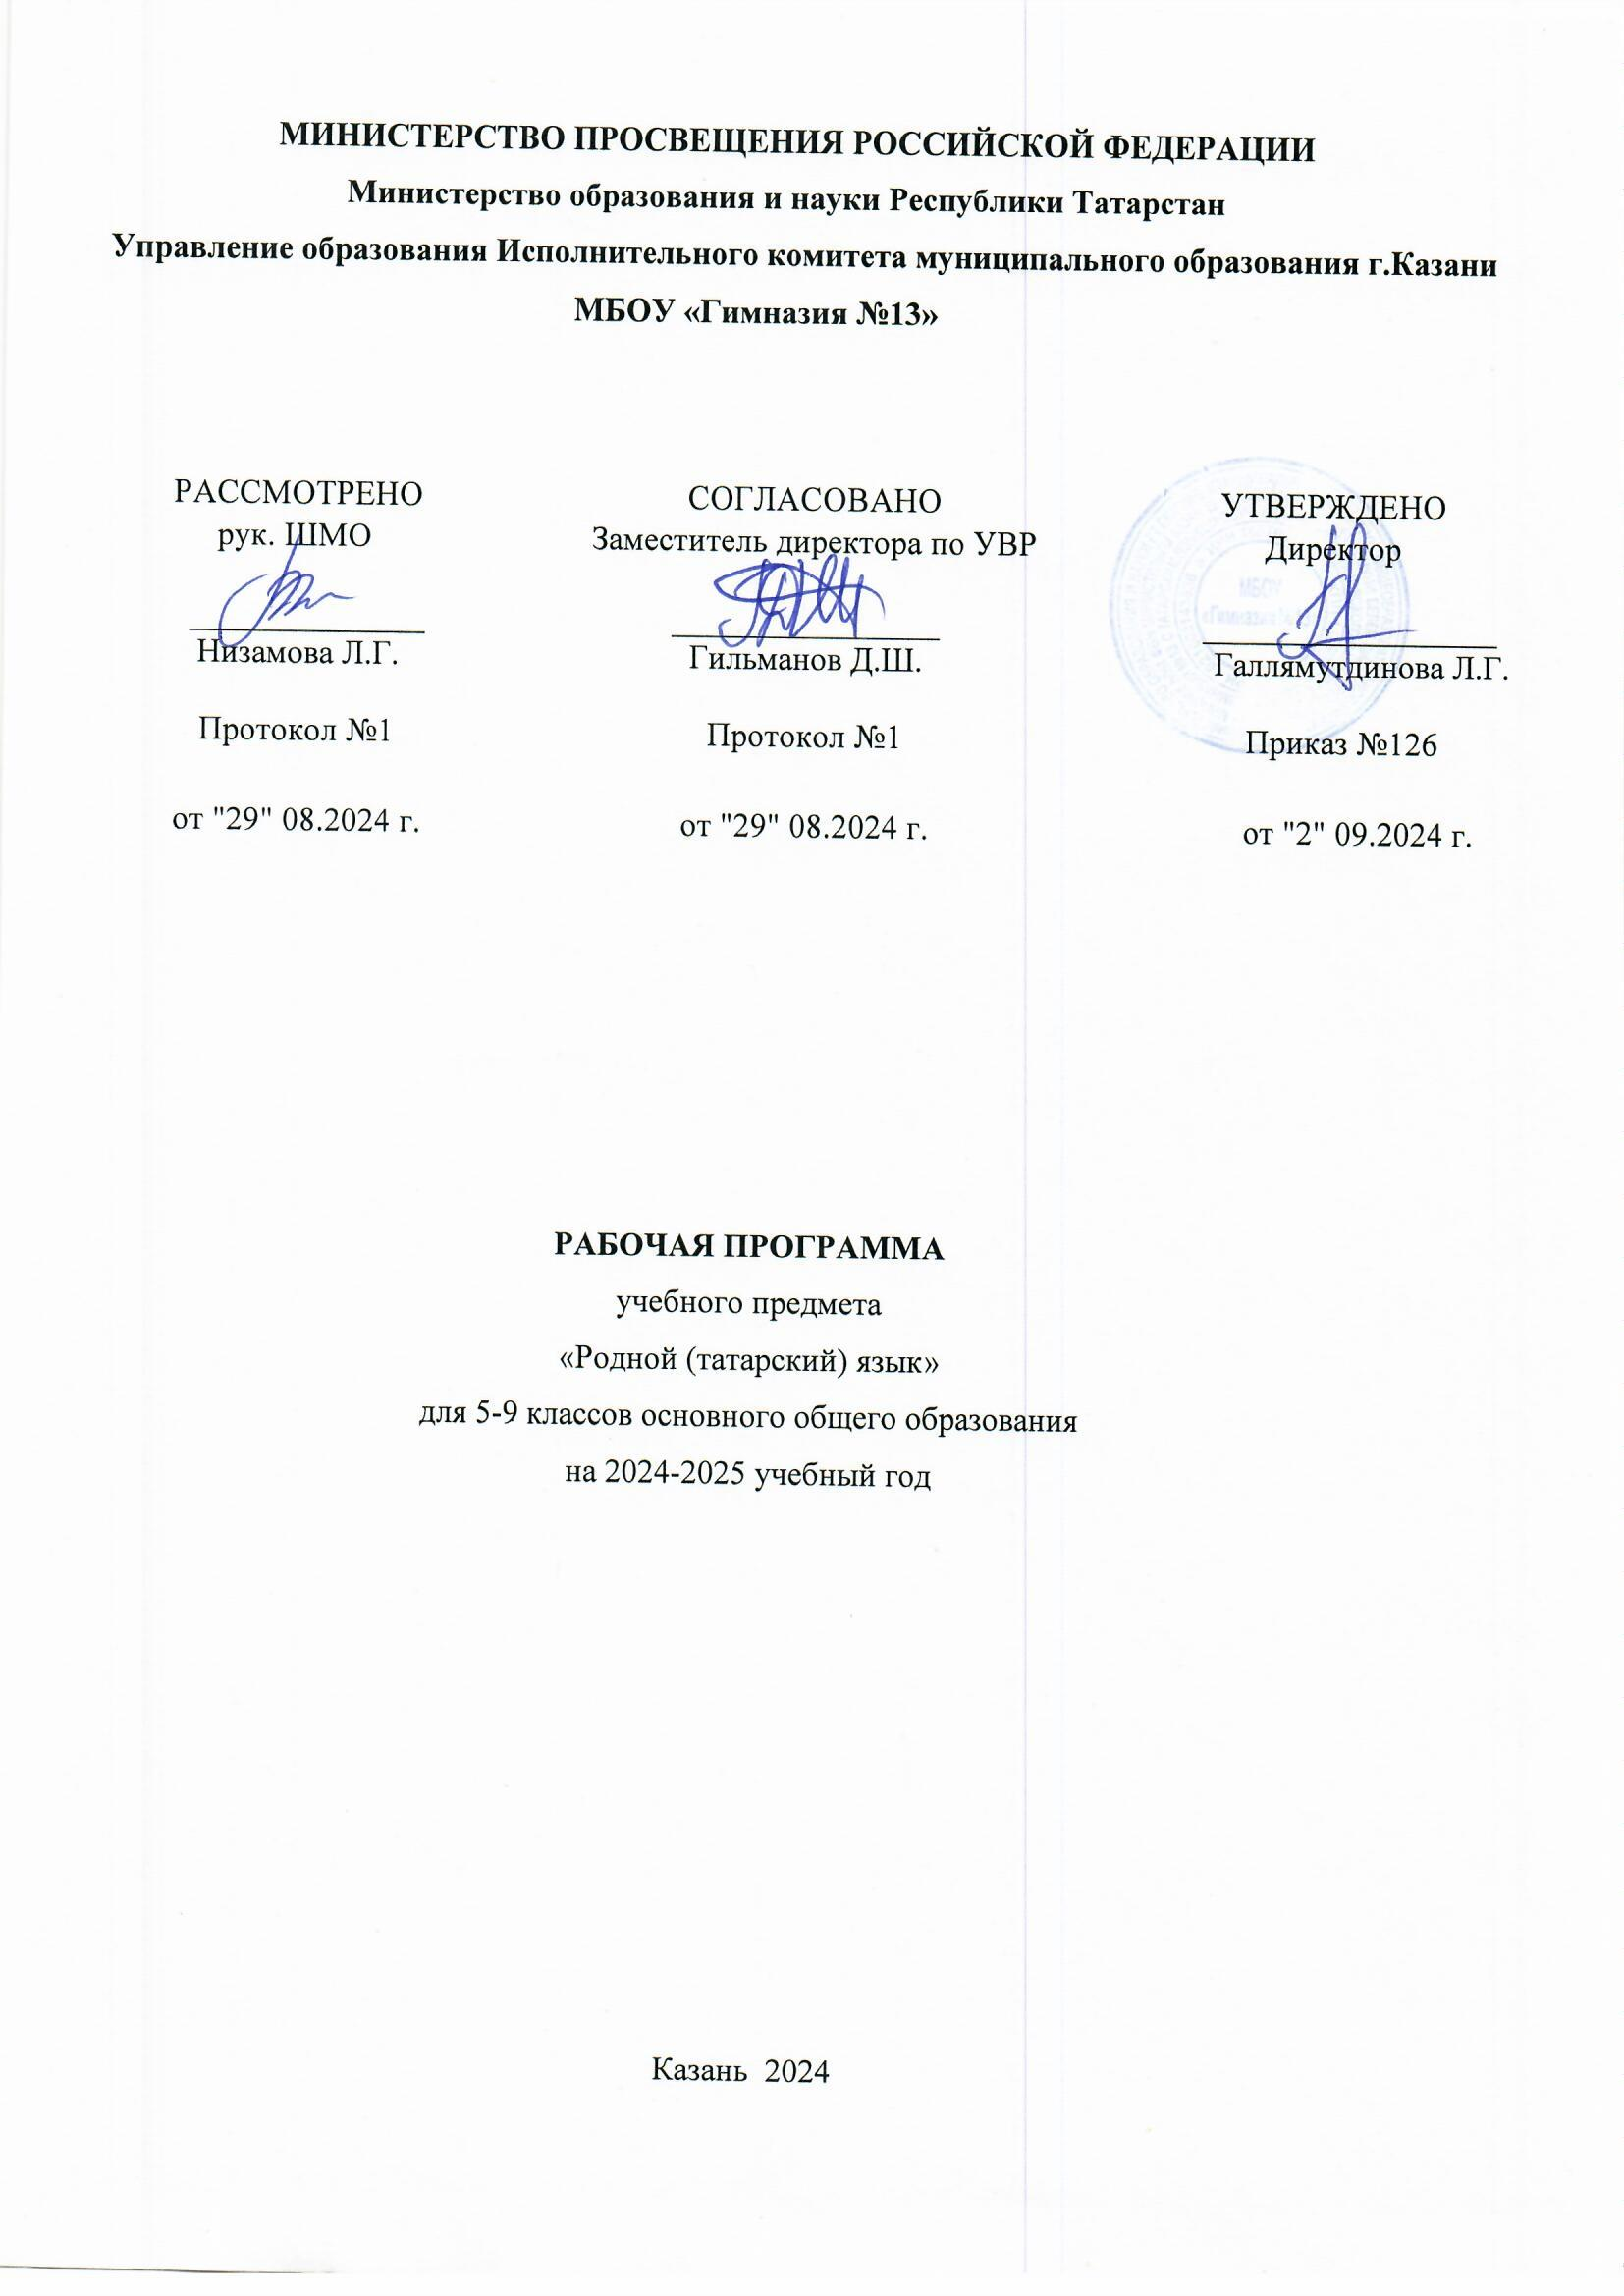 МИНИСТЕРСТВО ПРОСВЕЩЕНИЯ РОССИЙСКОЙ ФЕДЕРАЦИИ
Министерство образования и науки Республики Татарстан
Управление образования Исполнительного комитета муниципального образования г.Казани
МБОУ «Гимназия №13»
РАССМОТРЕНО
рук. ШМО
Низамова Л.Г.
Протокол №1
от "29" 08.2024 г.
СОГЛАСОВАНО
Заместитель директора по УВР
Гильманов Д.Ш.
Протокол №1
от "29" 08.2024 г.
УТВЕРЖДЕНО
Директор
Галлямутдинова Л.Г.
Приказ №126
от "2" 09.2024 г.
РАБОЧАЯ ПРОГРАММА
учебного предмета
«Родной (татарский) язык»
для 5-9 классов основного общего образования
на 2024-2025 учебный год
Казань  2024